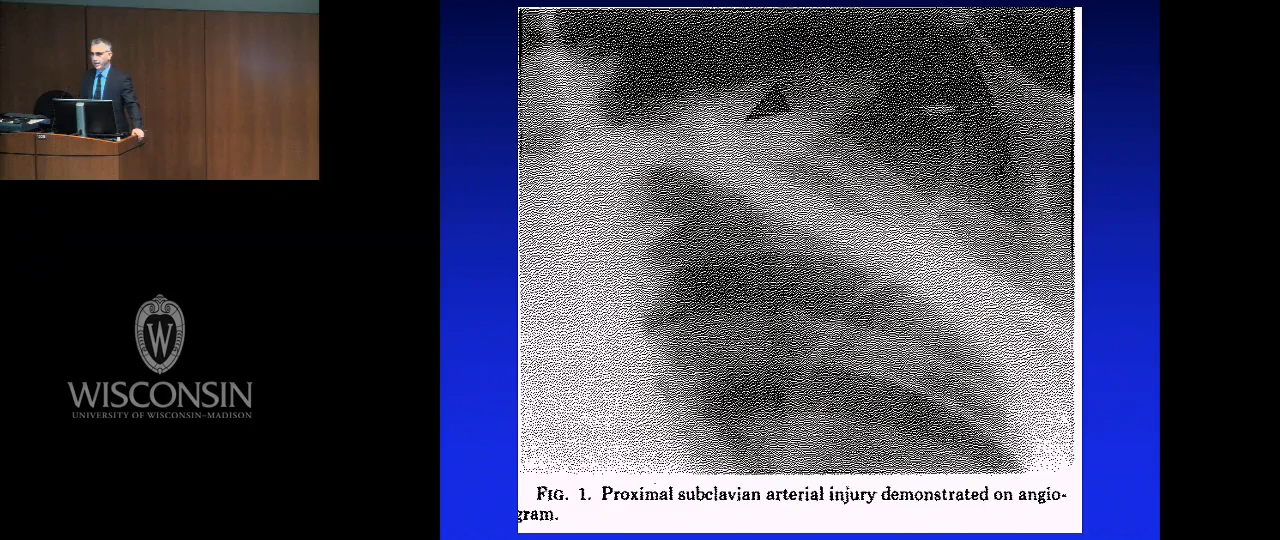 W
WISCONSIN
UNIVERSITY OF WISCONSIN–MADISON
FIG. 1. Proximal subclavian arterial injury demonstrated on angio-
gram.